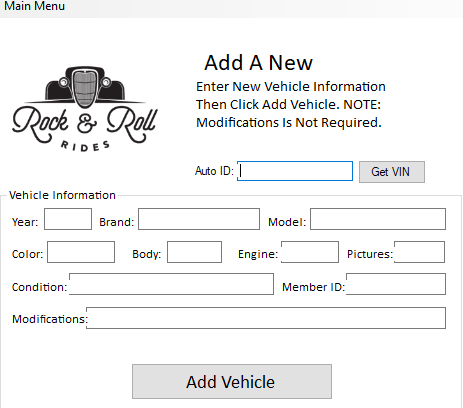 Main Menu
Add A New
Enter New Vehicle Information
Then Click Add Vehicle. NOTE:
Modifications Is Not Required.
Rock & Roll
RIDES
Auto ID: Get VIN
Vehicle Information
Year: Brand: Model:
Color: Body: Engine: Pictures:
Condition: Member ID:
Modifications:
Add Vehicle